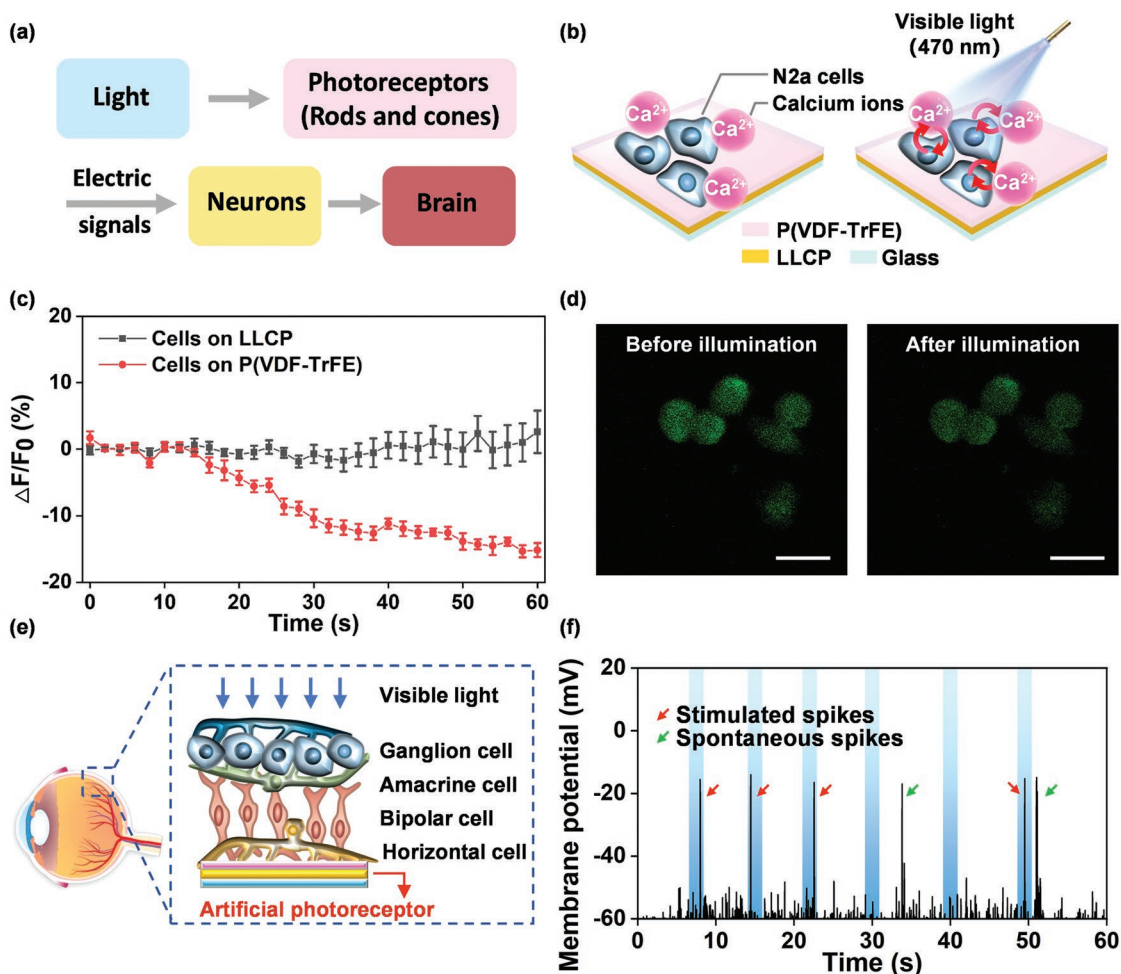 (a)
Light
Photoreceptors
(Rods and cones)
Electric
signals
Neurons
Brain
(b)
Visible light
(470 nm)
N2a cells
Calcium ions
Ca2+
Ca2+
Ca2+
Ca2+
Ca2+
Ca2+
P(VDF-TrFE)
LLCP
Glass
(c)
Cells on LLCP
Cells on P(VDF-TrFE)
20
10
0
-10
-20
△F/F0 (%)
0
10
20
30
40
50
60
Time (s)
(d)
Before illumination
After illumination
(e)
Visible light
Ganglion cell
Amacrine cell
Bipolar cell
Horizontal cell
Artificial photoreceptor
(f)
Stimulated spikes
Spontaneous spikes
20
0
-20
-40
-60
Membrane potential (mV)
0
10
20
30
40
50
60
Time (s)